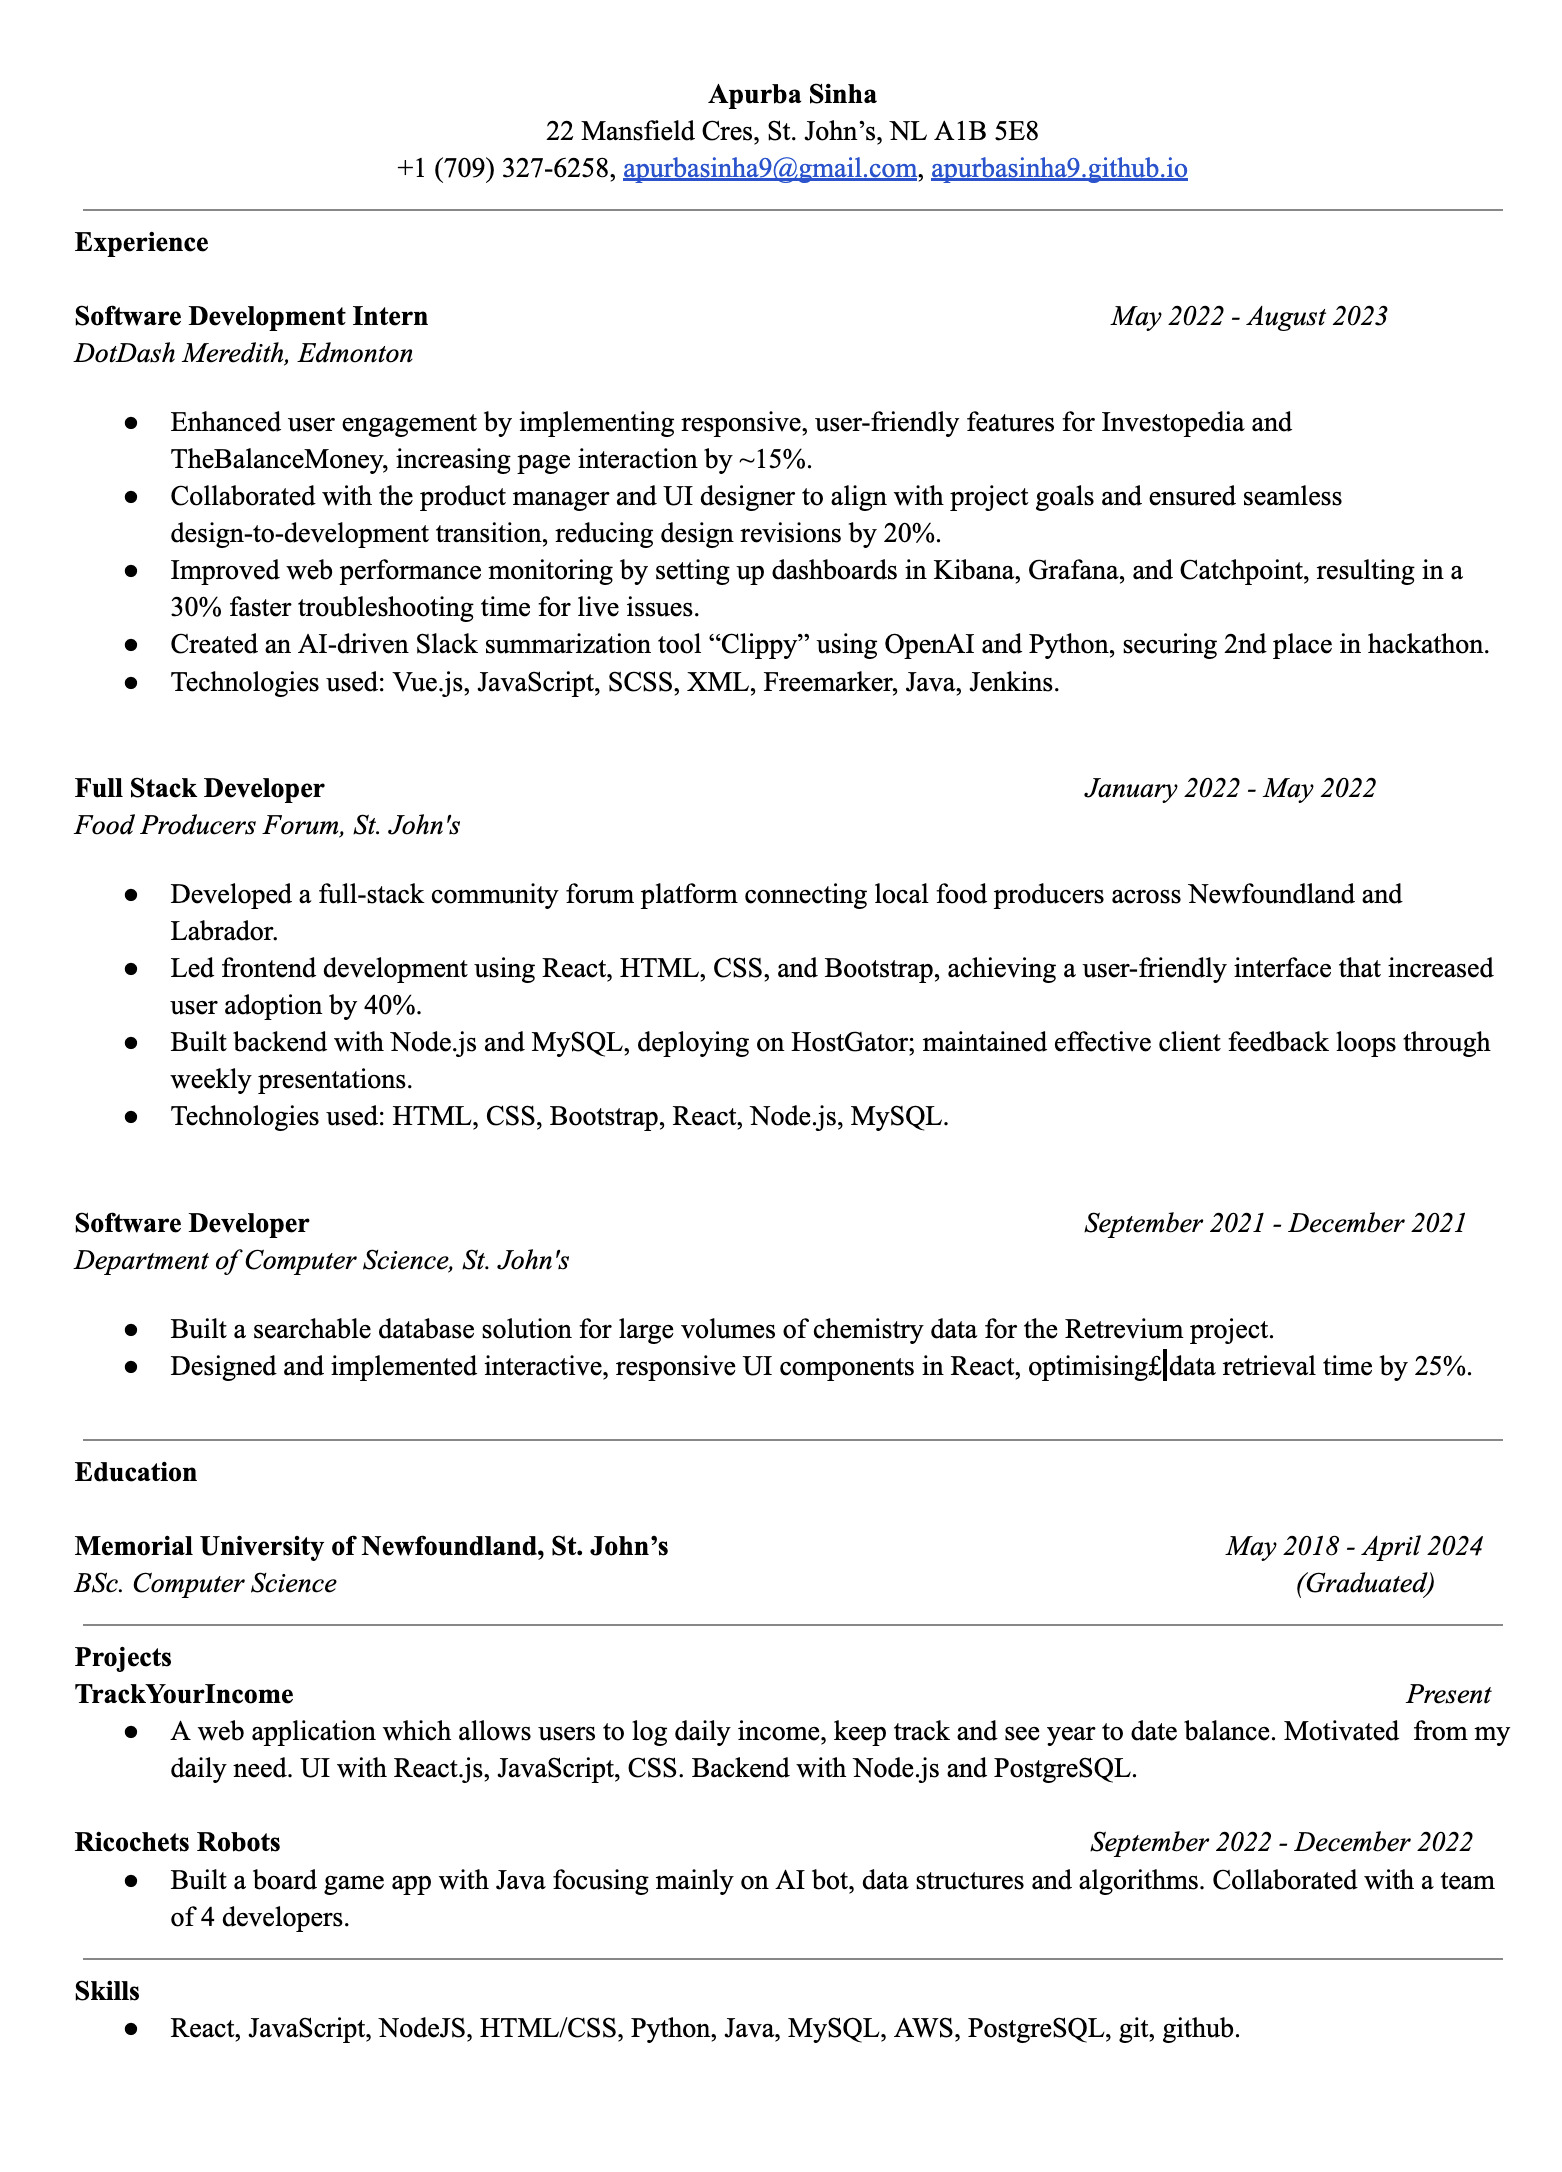 Apurba Sinha
22 Mansfield Cres, St. John’s, NL A1B 5E8
+1 (709) 327-6258, apurbasinha9@gmail.com, apurbasinha9.github.io
Experience
Software Development Intern May 2022 - August 2023
DotDash Meredith, Edmonton
● Enhanced user engagement by implementing responsive, user-friendly features for Investopedia and
TheBalanceMoney, increasing page interaction by ~15%.
● Collaborated with the product manager and UI designer to align with project goals and ensured seamless
design-to-development transition, reducing design revisions by 20%.
● Improved web performance monitoring by setting up dashboards in Kibana, Grafana, and Catchpoint, resulting in a
30% faster troubleshooting time for live issues.
● Created an AI-driven Slack summarization tool “Clippy” using OpenAI and Python, securing 2nd place in hackathon.
● Technologies used: Vue.js, JavaScript, SCSS, XML, Freemarker, Java, Jenkins.
Full Stack Developer January 2022 - May 2022
Food Producers Forum, St. John's
● Developed a full-stack community forum platform connecting local food producers across Newfoundland and
Labrador.
● Led frontend development using React, HTML, CSS, and Bootstrap, achieving a user-friendly interface that increased
user adoption by 40%.
● Built backend with Node.js and MySQL, deploying on HostGator; maintained effective client feedback loops through
weekly presentations.
● Technologies used: HTML, CSS, Bootstrap, React, Node.js, MySQL.
Software Developer September 2021 - December 2021
Department of Computer Science, St. John's
● Built a searchable database solution for large volumes of chemistry data for the Retrevium project.
● Designed and implemented interactive, responsive UI components in React, optimising£ data retrieval time by 25%.
Education
Memorial University of Newfoundland, St. John’s May 2018 - April 2024
BSc. Computer Science (Graduated)
Projects
TrackYourIncome Present
● A web application which allows users to log daily income, keep track and see year to date balance. Motivated from my
daily need. UI with React.js, JavaScript, CSS. Backend with Node.js and PostgreSQL.
Ricochets Robots September 2022 - December 2022
● Built a board game app with Java focusing mainly on AI bot, data structures and algorithms. Collaborated with a team
of 4 developers.
Skills
● React, JavaScript, NodeJS, HTML/CSS, Python, Java, MySQL, AWS, PostgreSQL, git, github.